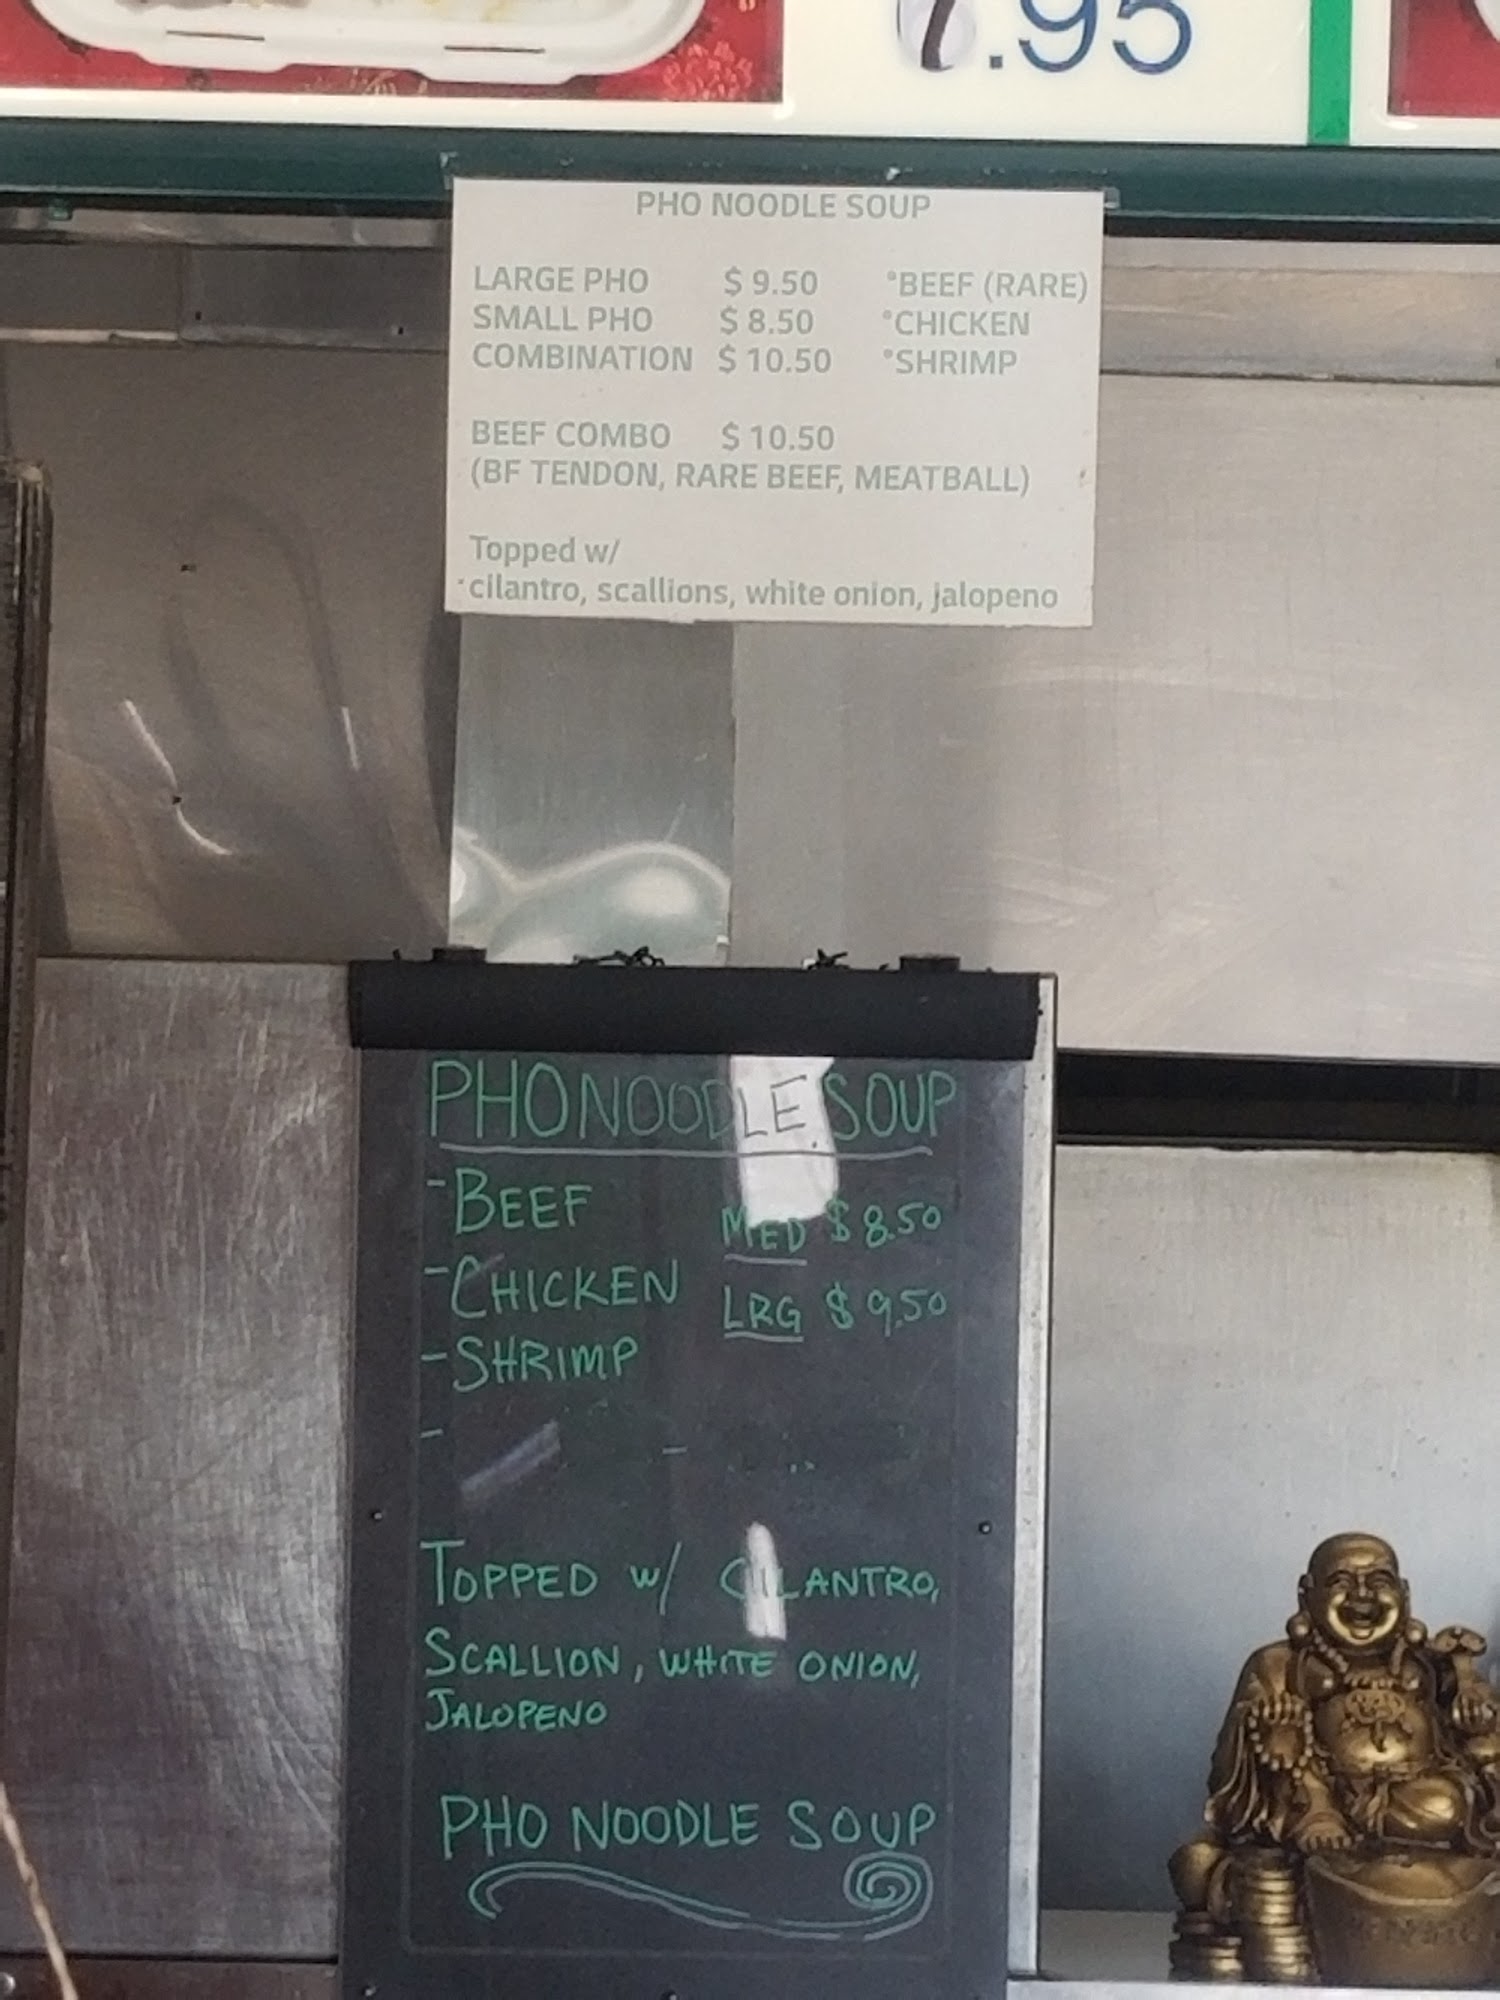 .95
PHO NOODLE SOUP
LARGE PHO $ 9.50 *BEEF (RARE)
SMALL PHO $ 8.50 *CHICKEN
COMBINATION $ 10.50 *SHRIMP
BEEF COMBO $ 10.50
(BF TENDON, RARE BEEF, MEATBALL)
Topped w/
*cilantro, scallions, white onion, jalopeno
PHO NOODLE SOUP
- BEEF
MED $ 8.50
- CHICKEN
LRG $ 9.50
- SHRIMP
-
TOPPED W/ CILANTRO,
SCALLION, WHITE ONION,
JALOPENO
PHO NOODLE SOUP